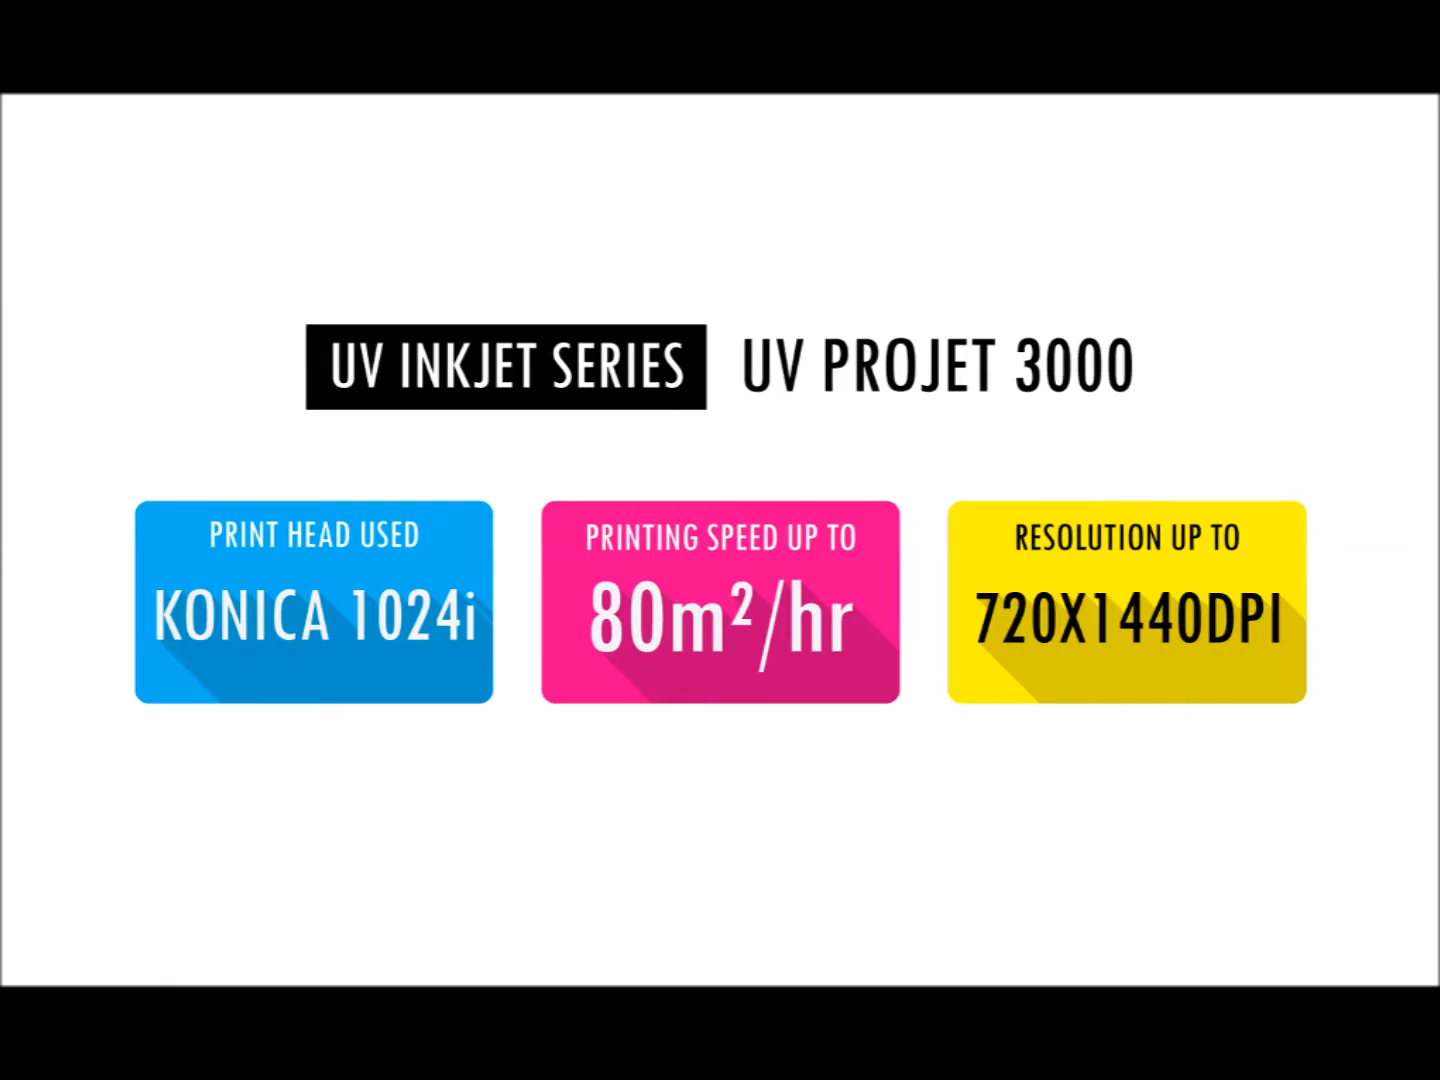 UV INKJET SERIES UV PROJET 3000
PRINT HEAD USED
KONICA 1024i
PRINTING SPEED UP TO
80m²/hr
RESOLUTION UP TO
720X1440DPI